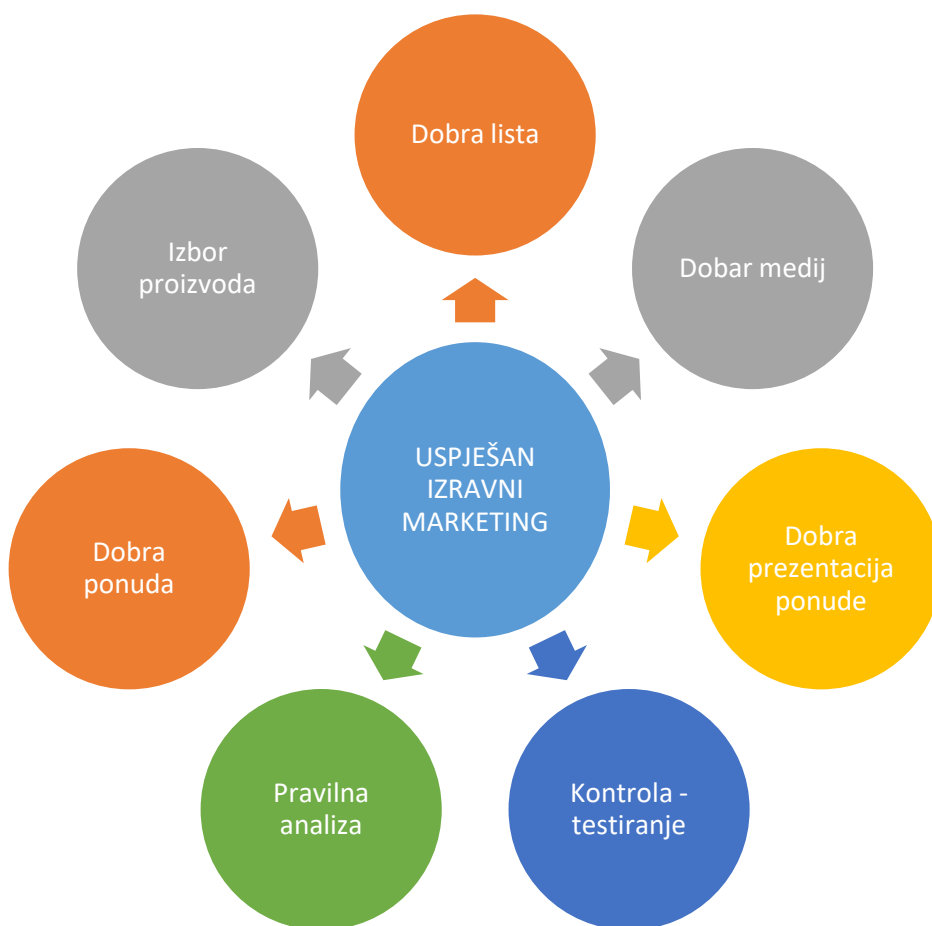 Dobra lista
Dobar medij
Dobra
prezentacija
ponude
Kontrola -
testiranje
Pravilna
analiza
Dobra
ponuda
Izbor
proizvoda
USPJEŠAN
IZRAVNI
MARKETING